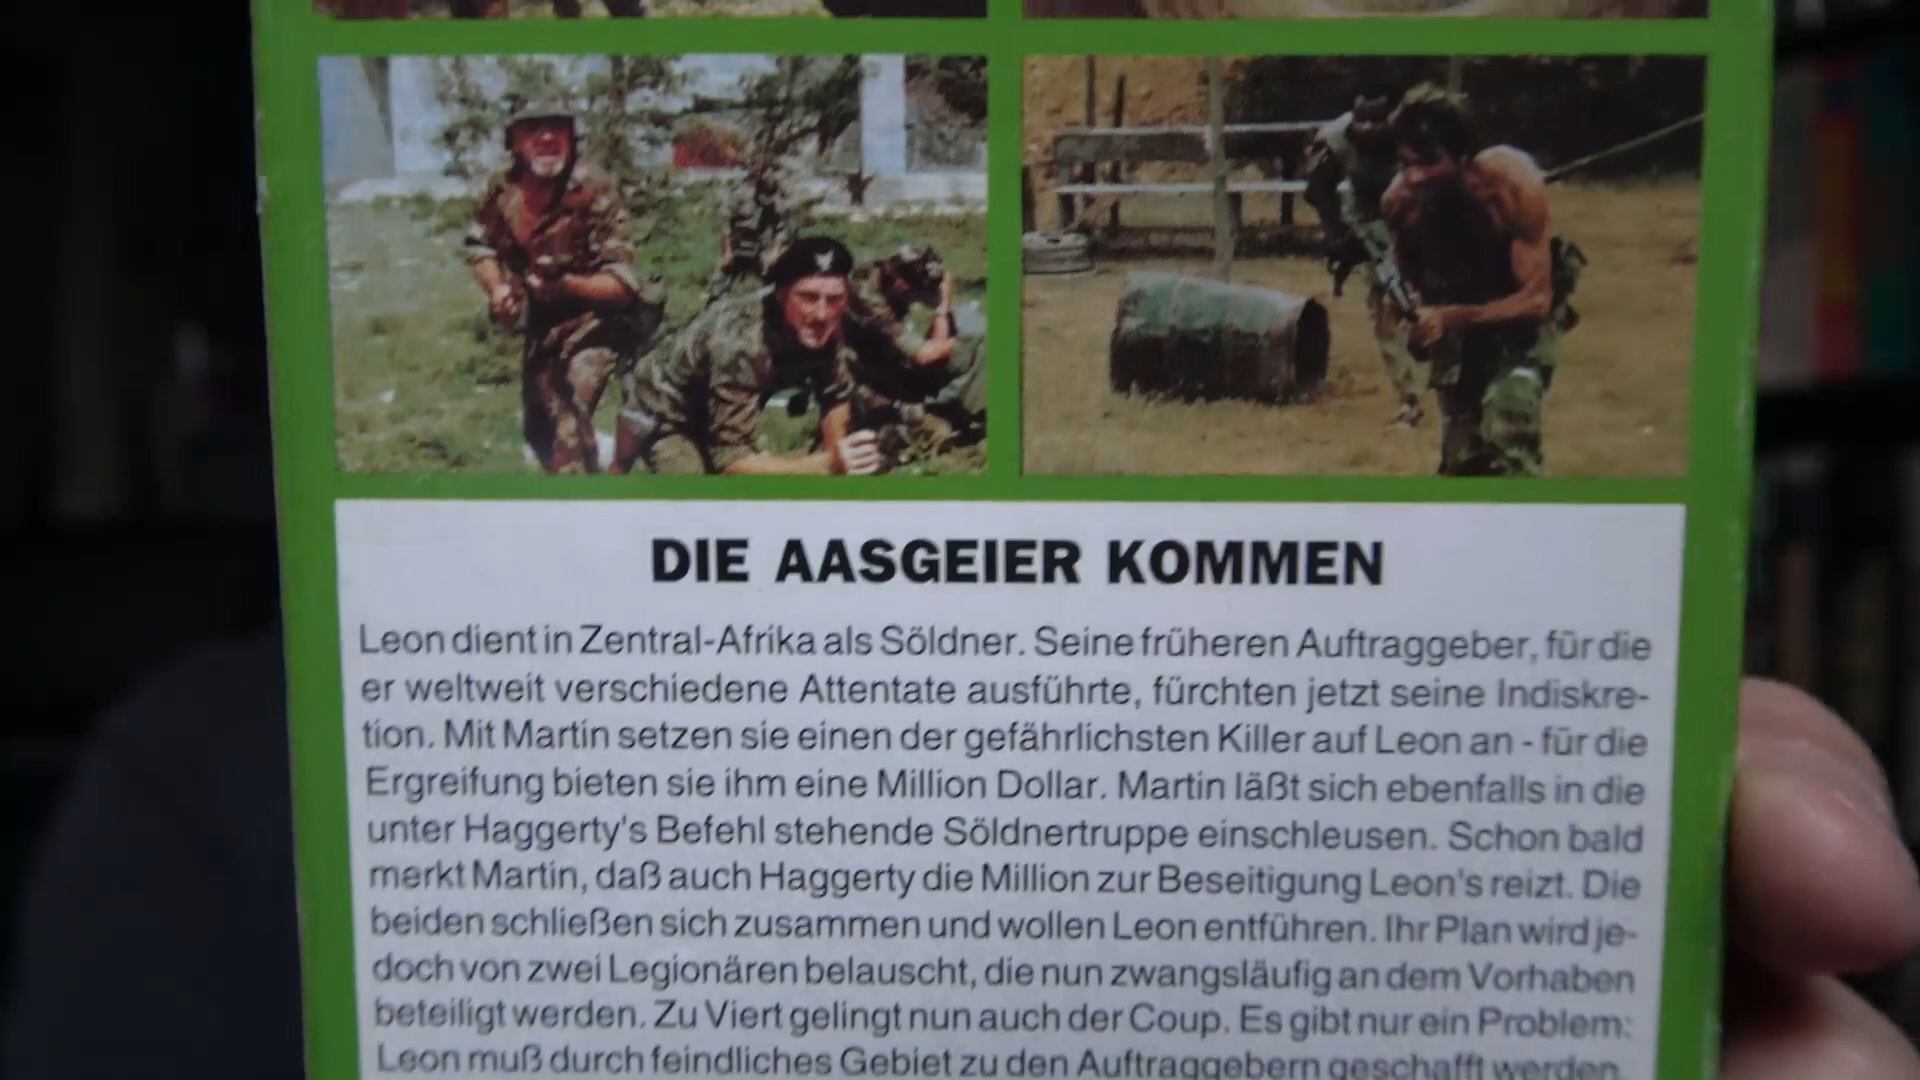 DIE AASGEIER KOMMEN
Leon dient in Zentral-Afrika als Söldner. Seine früheren Auftraggeber, für die
er weltweit verschiedene Attentate ausführte, fürchten jetzt seine Indiskre-
tion. Mit Martin setzen sie einen der gefährlichsten Killer auf Leon an - für die
Ergreifung bieten sie ihm eine Million Dollar. Martin läßt sich ebenfalls in die
unter Haggerty's Befehl stehende Söldnertruppe einschleusen. Schon bald
merkt Martin, daß auch Haggerty die Million zur Beseitigung Leon's reizt. Die
beiden schließen sich zusammen und wollen Leon entführen. Ihr Plan wird je-
doch von zwei Legionären belauscht, die nun zwangsläufig an dem Vorhaben
beteiligt werden. Zu Viert gelingt nun auch der Coup. Es gibt nur ein Problem:
Leon muß durch feindliches Gebiet zu den Auftraggebern geschafft werden.